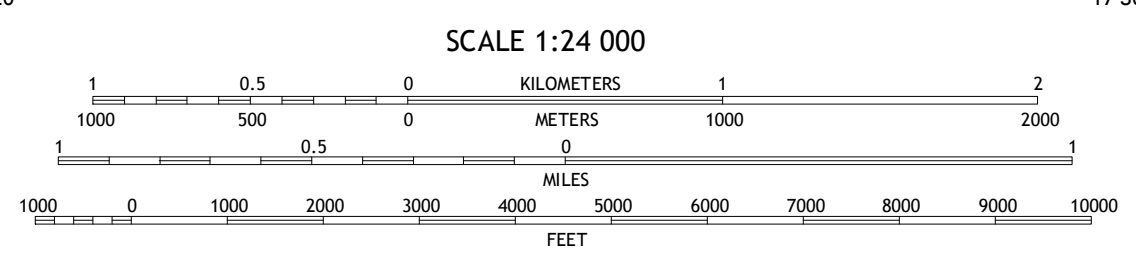 SCALE 1:24 000
1 0.5 0 KILOMETERS 1 2
1000 500 0 METERS 1000 2000
1 0.5 0 1
MILES
1000 0 1000 2000 3000 4000 5000 6000 7000 8000 9000 10000
FEET